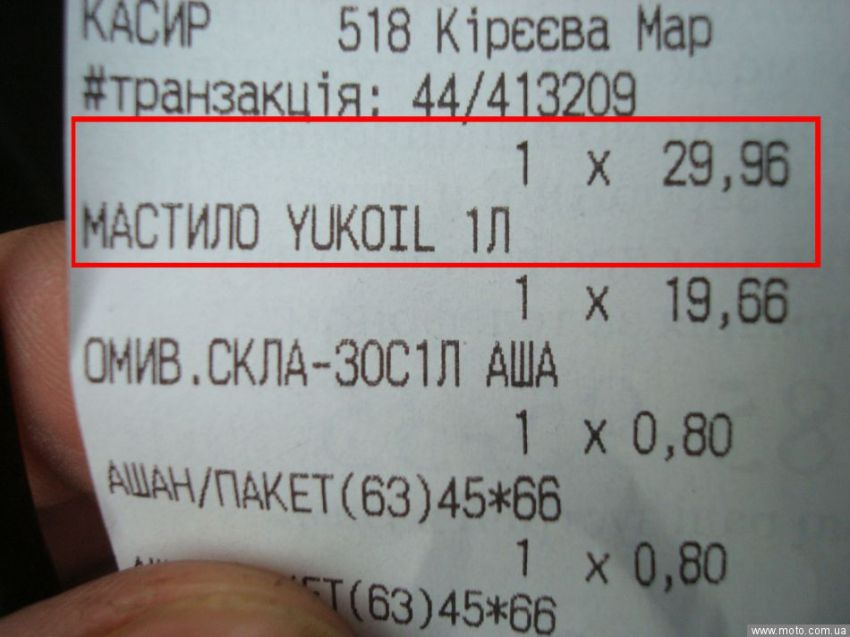 КАСИР 518 Кірєєва Мар
#транзакція: 44/413209
1 х 29,96
МАСТИЛО YUKOIL 1Л
1 х 19,66
ОМИВ.СКЛА-30С1Л АША
1 х 0,80
АШАН/ПАКЕТ(63)45*66
1 х 0,80
(63)45*66
www.moto.com.ua